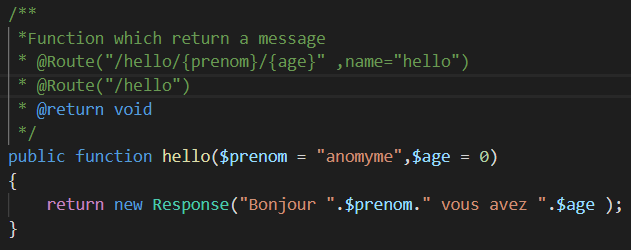 /**
*Function which return a message
* @Route("/hello/{prenom}/{age}" ,name="hello")
* @Route("/hello")
* @return void
*/
public function hello($prenom = "anomyme",$age = 0)
{
return new Response("Bonjour ".$prenom." vous avez ".$age );
}